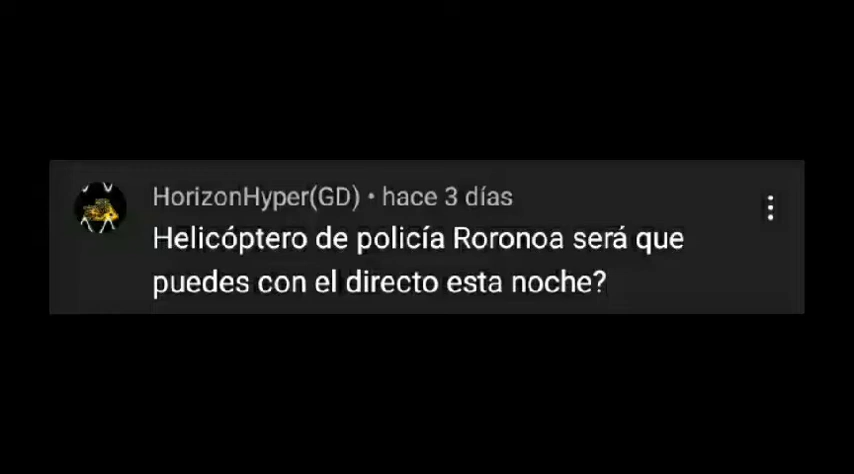 HorizonHyper(GD) • hace 3 días
Helicóptero de policía Roronoa será que
puedes con el directo esta noche?